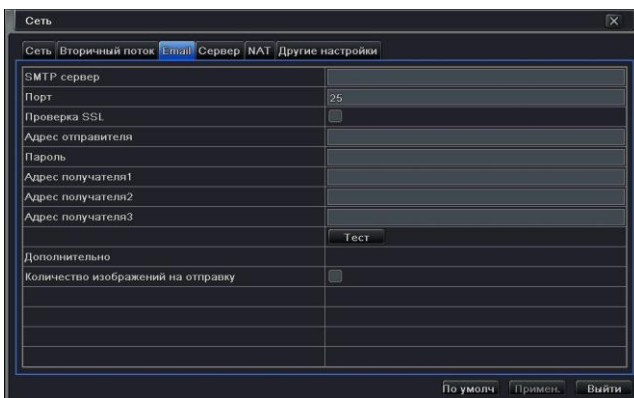 Сеть
Сеть Вторичный поток Email Сервер NAT Другие настройки
SMTP сервер
Порт 25
Проверка SSL
Адрес отправителя
Пароль
Адрес получателя1
Адрес получателя2
Адрес получателя3
Тест
Дополнительно
Количество изображений на отправку
По умолч Примен. Выйти